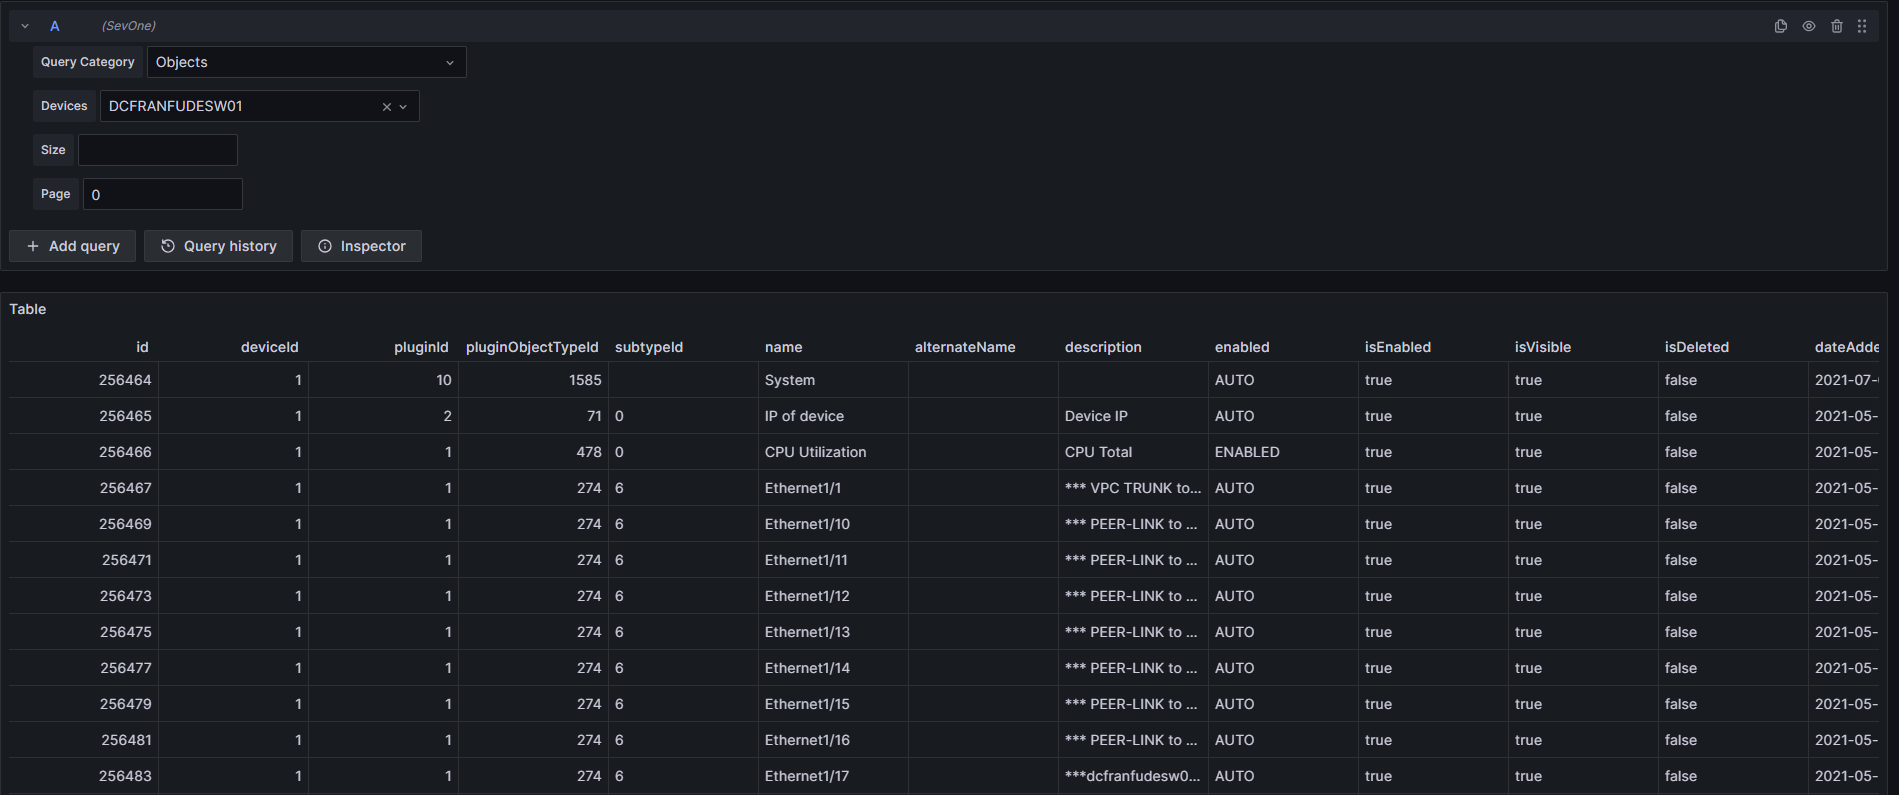 A (SevOne)
Query Category Objects
Devices DCFRANFUDESW01
Size
Page 0
Add query Query history Inspector
Table
id deviceId pluginId pluginObjectTypeId subtypeId name alternateName description enabled isEnabled isVisible isDeleted dateAdde
256464 1 10 1585 System AUTO true true false 2021-07-
256465 1 2 71 0 IP of device Device IP AUTO true true false 2021-05-
256466 1 1 478 0 CPU Utilization CPU Total ENABLED true true false 2021-05-
256467 1 1 274 6 Ethernet1/1 *** VPC TRUNK to... AUTO true true false 2021-05-
256469 1 1 274 6 Ethernet1/10 *** PEER-LINK to ... AUTO true true false 2021-05-
256471 1 1 274 6 Ethernet1/11 *** PEER-LINK to ... AUTO true true false 2021-05-
256473 1 1 274 6 Ethernet1/12 *** PEER-LINK to ... AUTO true true false 2021-05-
256475 1 1 274 6 Ethernet1/13 *** PEER-LINK to ... AUTO true true false 2021-05-
256477 1 1 274 6 Ethernet1/14 *** PEER-LINK to ... AUTO true true false 2021-05-
256479 1 1 274 6 Ethernet1/15 *** PEER-LINK to ... AUTO true true false 2021-05-
256481 1 1 274 6 Ethernet1/16 *** PEER-LINK to ... AUTO true true false 2021-05-
256483 1 1 274 6 Ethernet1/17 ***dcfranfudesw0... AUTO true true false 2021-05-